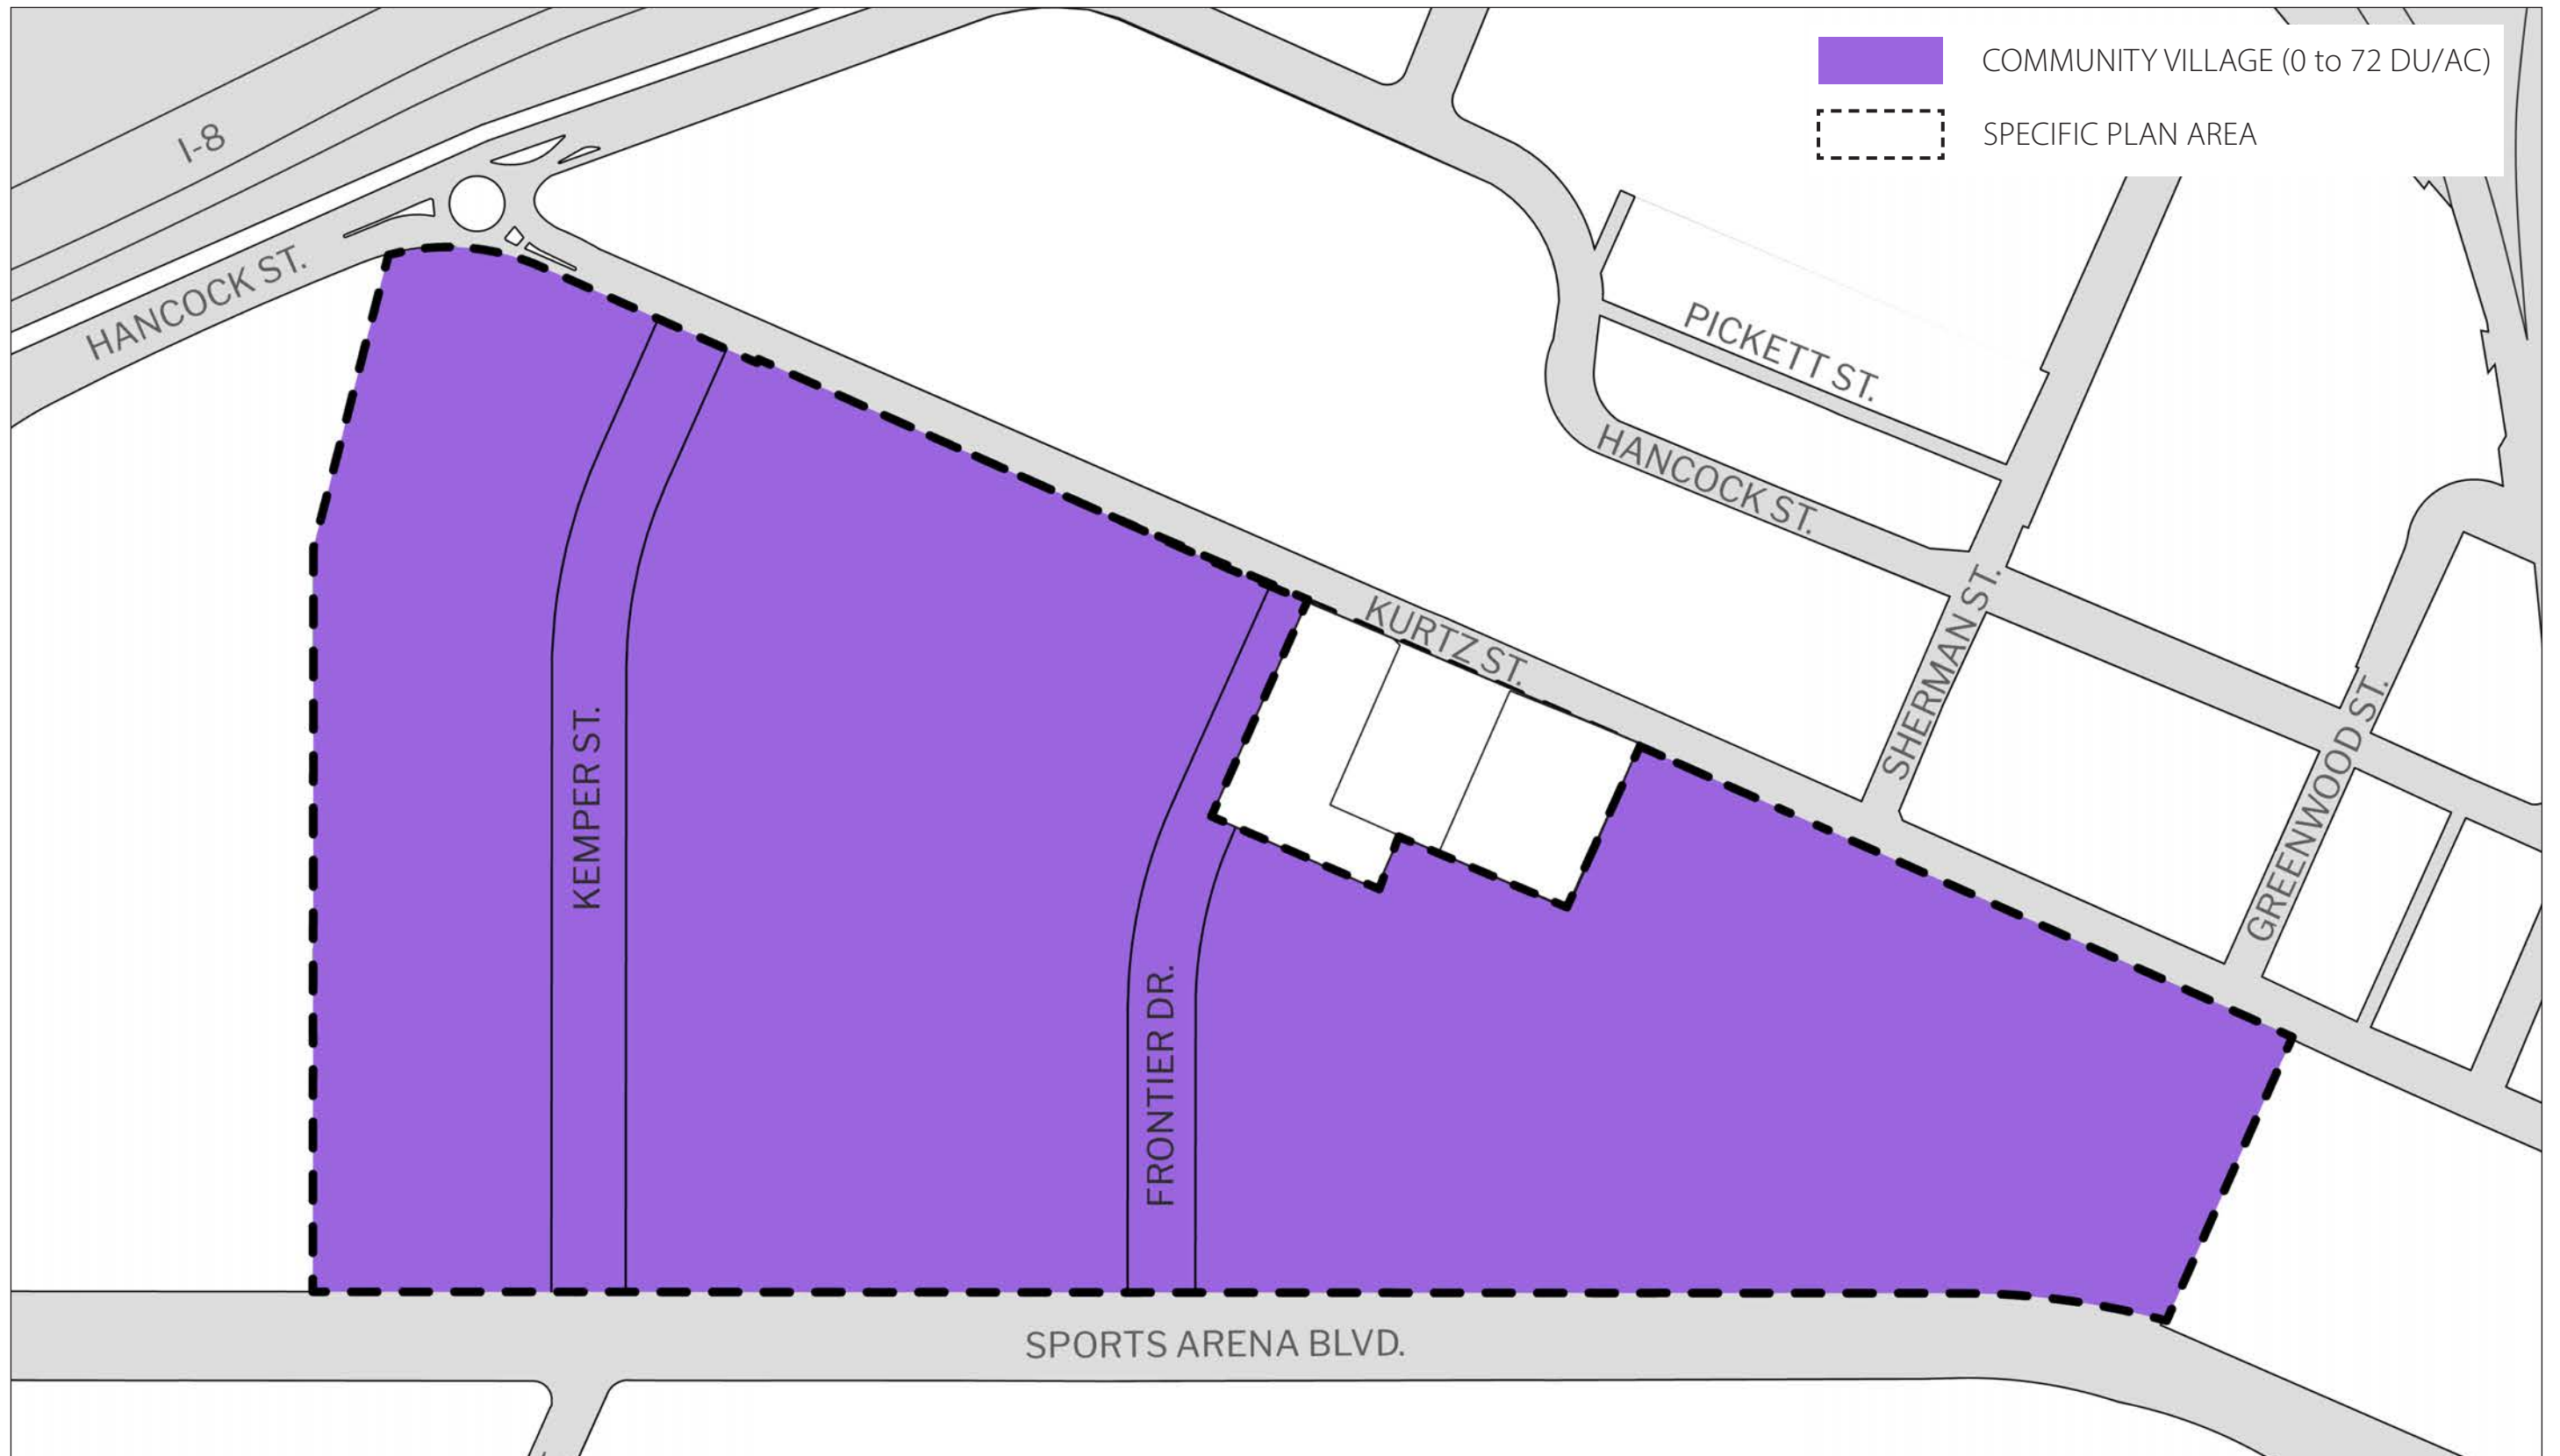 COMMUNITY VILLAGE (0 to 72 DU/AC)
SPECIFIC PLAN AREA
I-8
HANCOCK ST.
PICKETT ST.
HANCOCK ST.
KURTZ ST.
SHERMAN ST.
GREENWOOD ST.
KEMPER ST.
FRONTIER DR.
SPORTS ARENA BLVD.